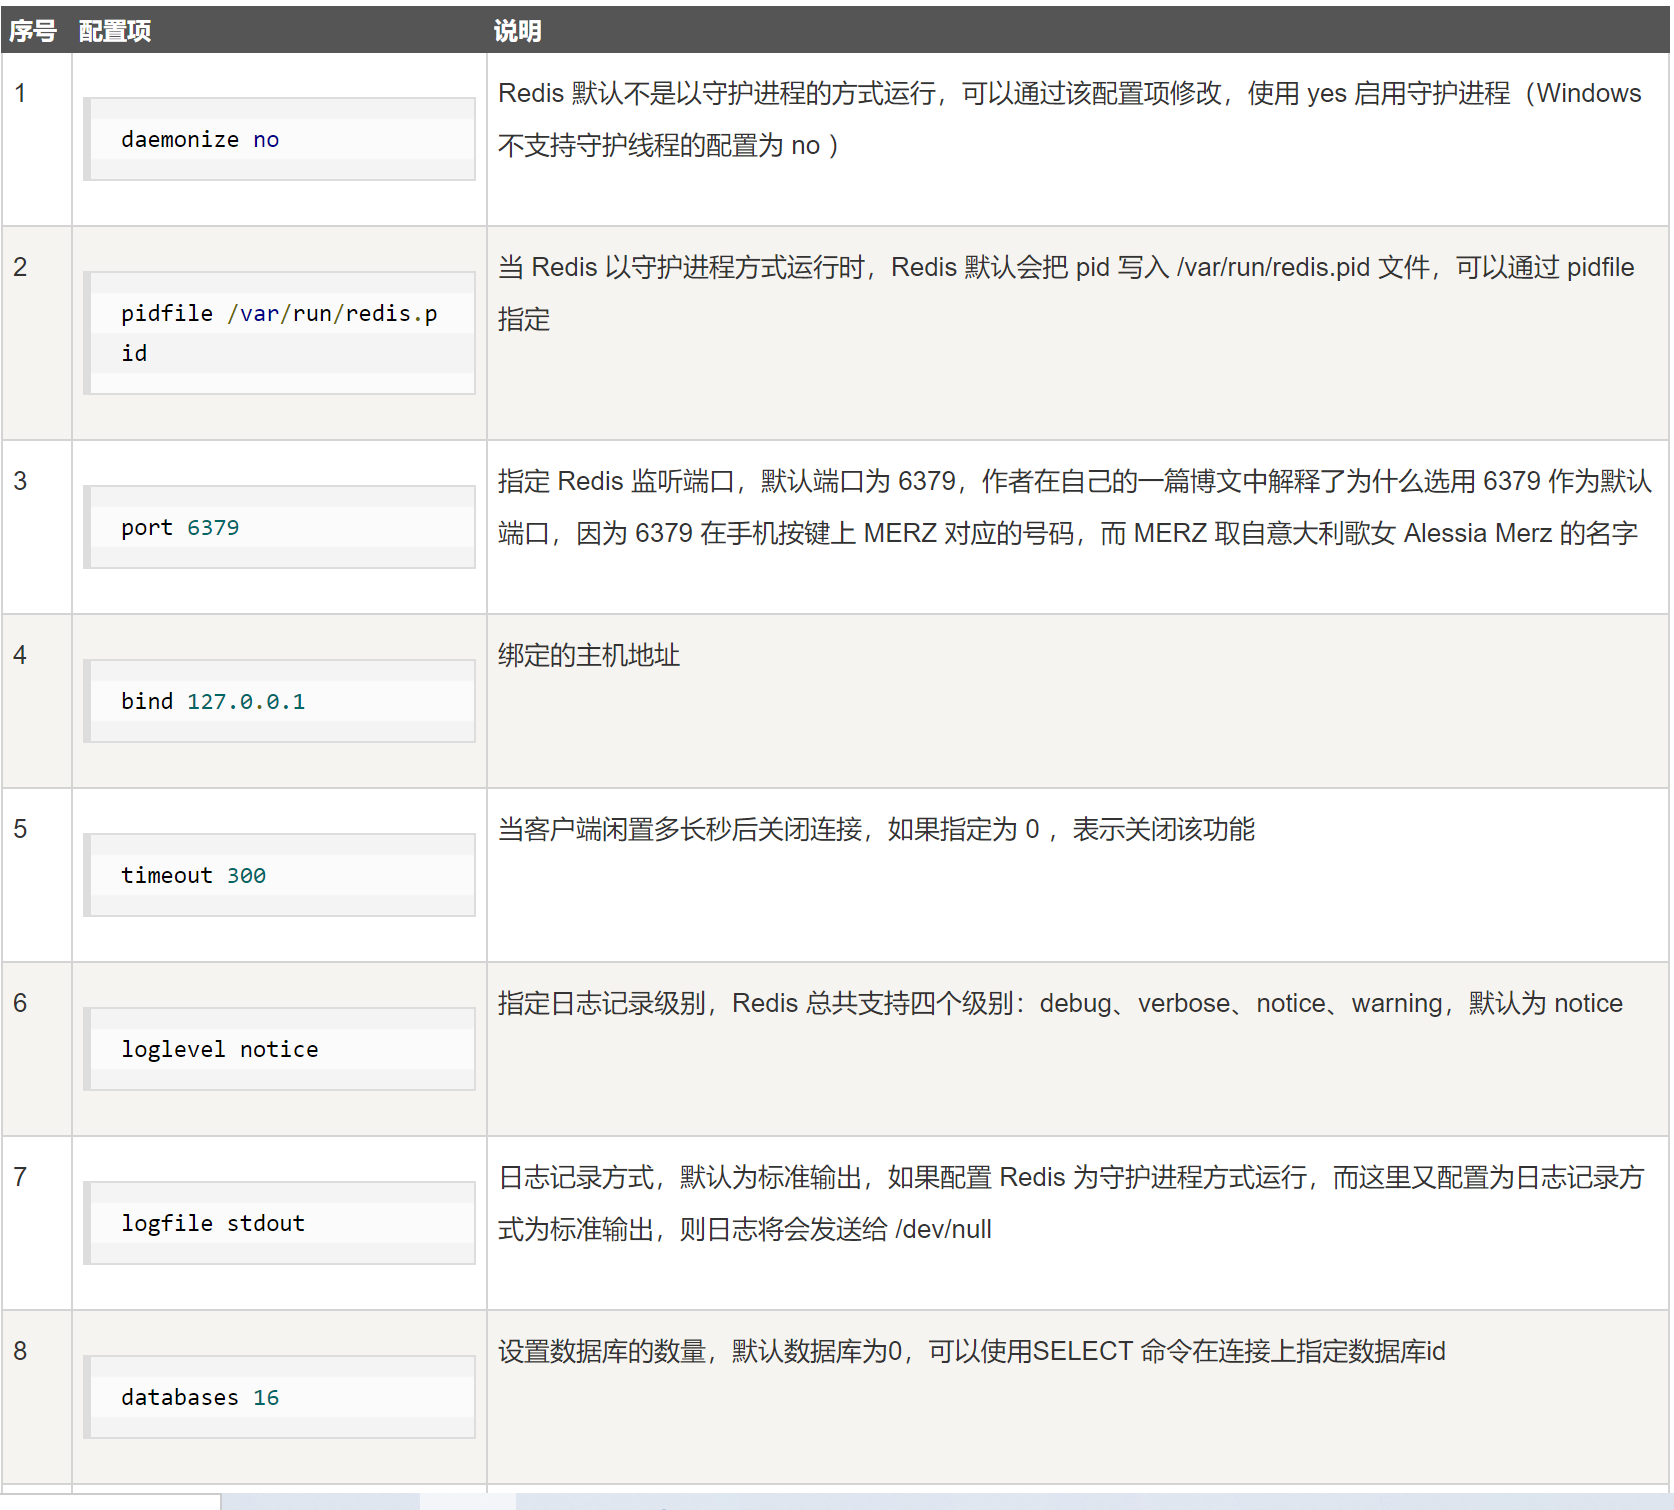 序号 配置项 说明
1
daemonize no
Redis 默认不是以守护进程的方式运行，可以通过该配置项修改，使用 yes 启用守护进程（Windows
不支持守护线程的配置为 no ）
2
pidfile /var/run/redis.p
id
当 Redis 以守护进程方式运行时，Redis 默认会把 pid 写入 /var/run/redis.pid 文件，可以通过 pidfile
指定
3
port 6379
指定 Redis 监听端口，默认端口为 6379，作者在自己的一篇博文中解释了为什么选用 6379 作为默认
端口，因为 6379 在手机按键上 MERZ 对应的号码，而 MERZ 取自意大利歌女 Alessia Merz 的名字
4
bind 127.0.0.1
绑定的主机地址
5
timeout 300
当客户端闲置多长秒后关闭连接，如果指定为 0 ，表示关闭该功能
6
loglevel notice
指定日志记录级别，Redis 总共支持四个级别：debug、verbose、notice、warning，默认为 notice
7
logfile stdout
日志记录方式，默认为标准输出，如果配置 Redis 为守护进程方式运行，而这里又配置为日志记录方
式为标准输出，则日志将会发送给 /dev/null
8
databases 16
设置数据库的数量，默认数据库为0，可以使用SELECT 命令在连接上指定数据库id